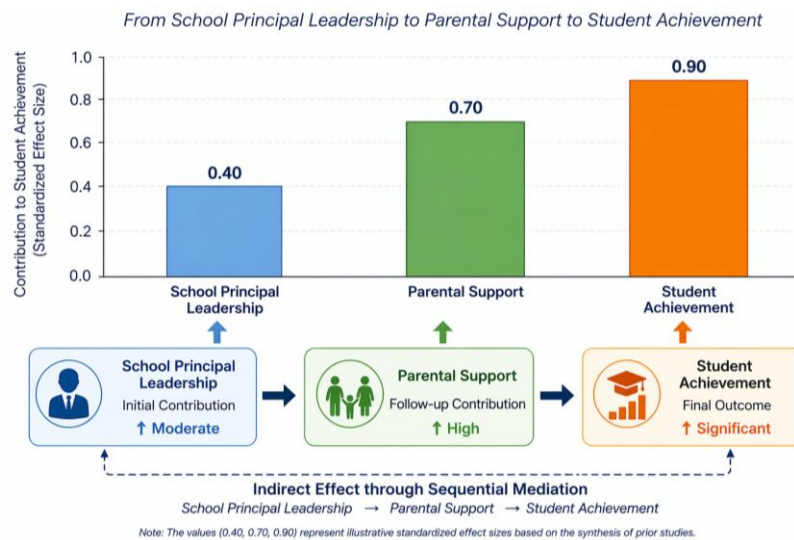 From School Principal Leadership to Parental Support to Student Achievement
Contribution to Student Achievement
(Standardized Effect Size)
1.0
0.8
0.6
0.4
0.2
0.0
0.40
0.70
0.90
School Principal
Leadership
Parental Support
Student
Achievement
School Principal
Leadership
Initial Contribution
↑ Moderate
Parental Support
Follow-up Contribution
↑ High
Student
Achievement
Final Outcome
↑ Significant
Indirect Effect through Sequential Mediation
School Principal Leadership → Parental Support → Student Achievement
Note: The values (0.40, 0.70, 0.90) represent illustrative standardized effect sizes based on the synthesis of prior studies.